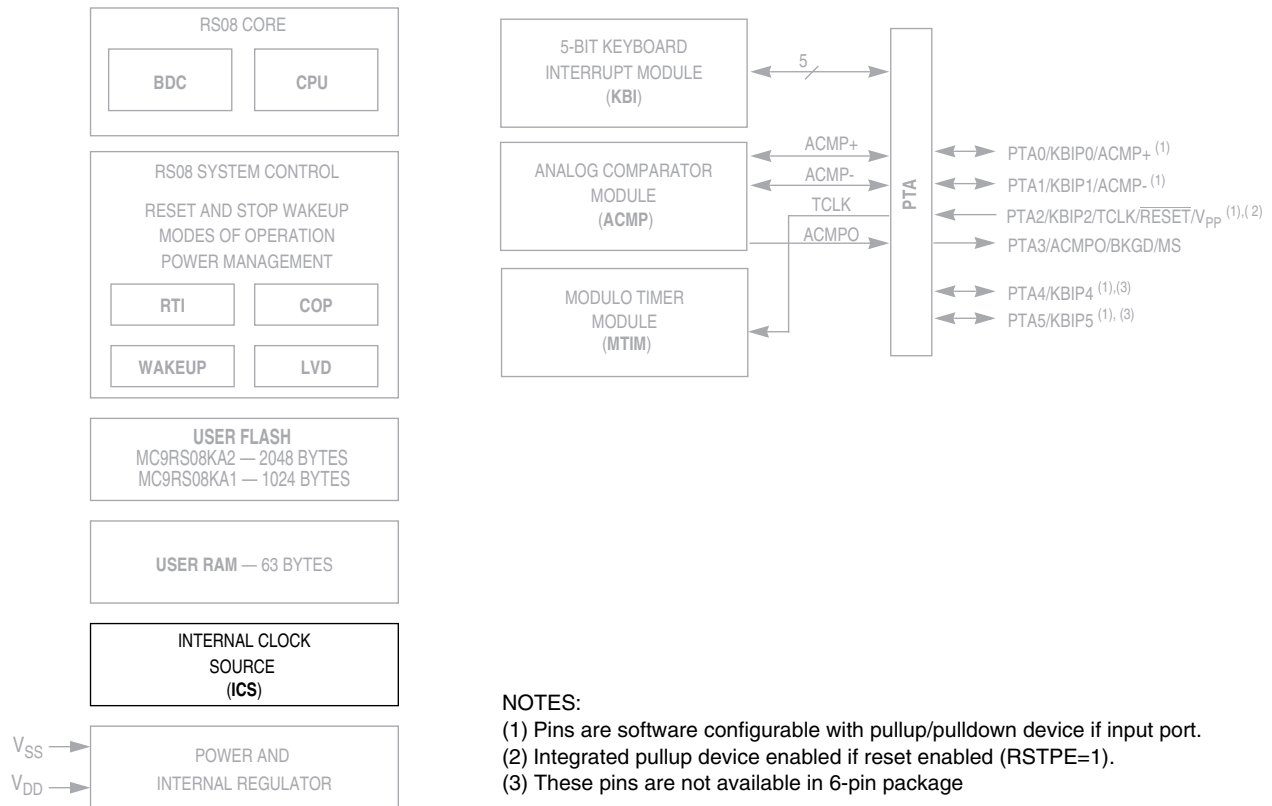 RS08 CORE
BDC
CPU
RS08 SYSTEM CONTROL
RESET AND STOP WAKEUP
MODES OF OPERATION
POWER MANAGEMENT
RTI
COP
WAKEUP
LVD
USER FLASH
MC9RS08KA2 — 2048 BYTES
MC9RS08KA1 — 1024 BYTES
USER RAM — 63 BYTES
INTERNAL CLOCK
SOURCE
(ICS)
VSS
VDD
POWER AND
INTERNAL REGULATOR
5-BIT KEYBOARD
INTERRUPT MODULE
(KBI)
5
ANALOG COMPARATOR
MODULE
(ACMP)
ACMP+
ACMP-
TCLK
ACMPO
MODULO TIMER
MODULE
(MTIM)
PTA
PTA0/KBIP0/ACMP+ (1)
PTA1/KBIP1/ACMP- (1)
PTA2/KBIP2/TCLK/RESET/VPP (1),( 2)
PTA3/ACMPO/BKGD/MS
PTA4/KBIP4 (1),(3)
PTA5/KBIP5 (1), (3)
NOTES:
(1) Pins are software configurable with pullup/pulldown device if input port.
(2) Integrated pullup device enabled if reset enabled (RSTPE=1).
(3) These pins are not available in 6-pin package